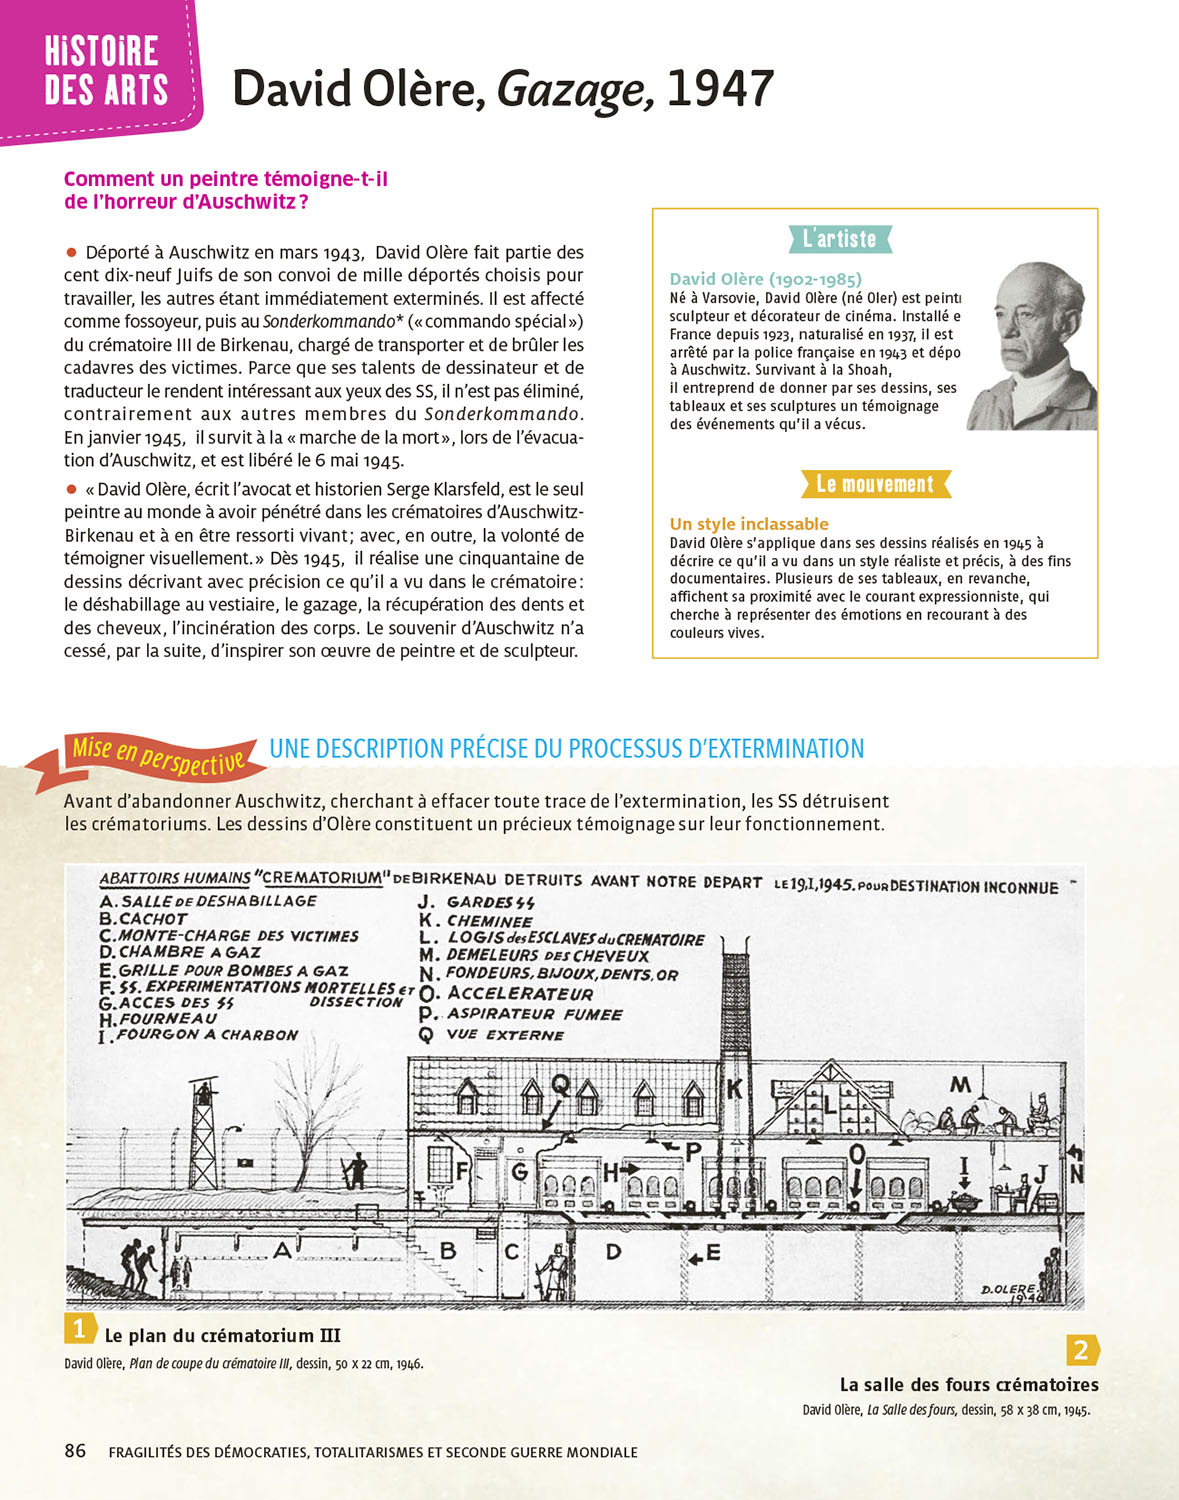 HiSTOiRE
DES ARTS
David Olère, Gazage, 1947
Comment un peintre témoigne-t-il
de l'horreur d'Auschwitz ?
• Déporté à Auschwitz en mars 1943, David Olère fait partie des
cent dix-neuf Juifs de son convoi de mille déportés choisis pour
travailler, les autres étant immédiatement exterminés. Il est affecté
comme fossoyeur, puis au Sonderkommando* (« commando spécial »)
du crématoire III de Birkenau, chargé de transporter et de brûler les
cadavres des victimes. Parce que ses talents de dessinateur et de
traducteur le rendent intéressant aux yeux des SS, il n'est pas éliminé,
contrairement aux autres membres du Sonderkommando.
En janvier 1945, il survit à la « marche de la mort », lors de l'évacua-
tion d'Auschwitz, et est libéré le 6 mai 1945.
• « David Olère, écrit l'avocat et historien Serge Klarsfeld, est le seul
peintre au monde à avoir pénétré dans les crématoires d'Auschwitz-
Birkenau et à en être ressorti vivant ; avec, en outre, la volonté de
témoigner visuellement. » Dès 1945, il réalise une cinquantaine de
dessins décrivant avec précision ce qu'il a vu dans le crématoire :
le déshabillage au vestiaire, le gazage, la récupération des dents et
des cheveux, l'incinération des corps. Le souvenir d'Auschwitz n'a
cessé, par la suite, d'inspirer son œuvre de peintre et de sculpteur.
L'artiste
David Olère (1902-1985)
Né à Varsovie, David Olère (né Oler) est peint
sculpteur et décorateur de cinéma. Installé e
France depuis 1923, naturalisé en 1937, il est
arrêté par la police française en 1943 et dépo
à Auschwitz. Survivant à la Shoah,
il entreprend de donner par ses dessins, ses
tableaux et ses sculptures un témoignage
des événements qu'il a vécus.
Le mouvement
Un style inclassable
David Olère s'applique dans ses dessins réalisés en 1945 à
décrire ce qu'il a vu dans un style réaliste et précis, à des fins
documentaires. Plusieurs de ses tableaux, en revanche,
affichent sa proximité avec le courant expressionniste, qui
cherche à représenter des émotions en recourant à des
couleurs vives.
Mise en perspective
UNE DESCRIPTION PRÉCISE DU PROCESSUS D'EXTERMINATION
Avant d'abandonner Auschwitz, cherchant à effacer toute trace de l'extermination, les SS détruisent
les crématoriums. Les dessins d'Olère constituent un précieux témoignage sur leur fonctionnement.
ABATTOIRS HUMAINS "CREMATORIUM" DE BIRKENAU DETRUITS AVANT NOTRE DEPART LE 19,I,1945. POUR DESTINATION INCONNUE
A. SALLE DE DESHABILLAGE
B. CACHOT
C. MONTE-CHARGE DES VICTIMES
D. CHAMBRE A GAZ
E. GRILLE POUR BOMBES A GAZ
F. SS. EXPERIMENTATIONS MORTELLES ET
DISSECTION
G. ACCES DES SS
H. FOURNEAU
I. FOURGON A CHARBON
J. GARDES SS
K. CHEMINEE
L. LOGIS des ESCLAVES du CREMATOIRE
M. DEMELEURS DES CHEVEUX
N. FONDEURS, BIJOUX, DENTS, OR
O. ACCELERATEUR
P. ASPIRATEUR FUMEE
Q VUE EXTERNE
Q K L M
F G H P O I J N
A B C D E
D. OLERE.
1946
1 Le plan du crématorium III
David Olère, Plan de coupe du crématoire III, dessin, 50 x 22 cm, 1946.
2
La salle des fours crématoires
David Olère, La Salle des fours, dessin, 58 x 38 cm, 1945.
86 FRAGILITÉS DES DÉMOCRATIES, TOTALITARISMES ET SECONDE GUERRE MONDIALE